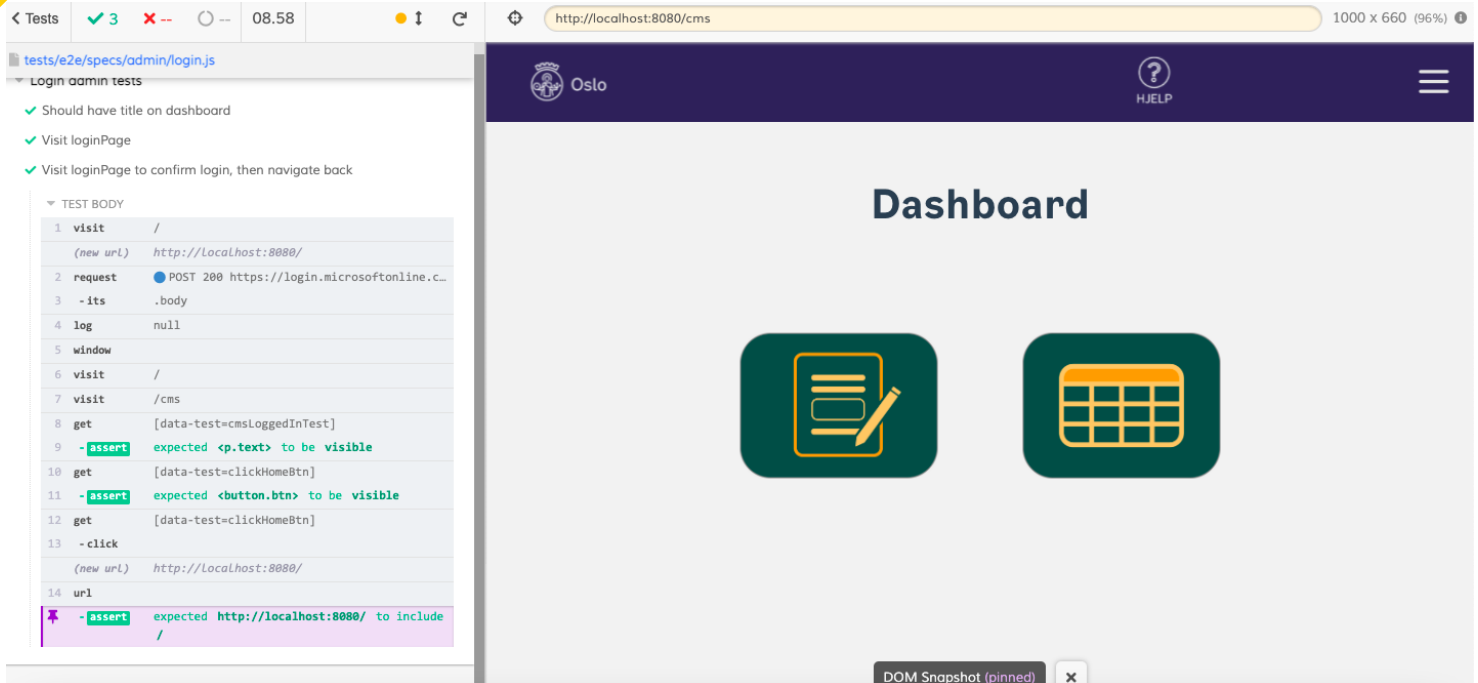 Tests 3 -- -- 08.58
http://localhost:8080/cms 1000 x 660 (96%)
tests/e2e/specs/admin/login.js
Login admin tests
Should have title on dashboard
Visit loginPage
Visit loginPage to confirm login, then navigate back
TEST BODY
1 visit /
(new url) http://localhost:8080/
2 request POST 200 https://login.microsoftonline.c…
3 -its .body
4 log null
5 window
6 visit /
7 visit /cms
8 get [data-test=cmsLoggedInTest]
9 -assert expected <p.text> to be visible
10 get [data-test=clickHomeBtn]
11 -assert expected <button.btn> to be visible
12 get [data-test=clickHomeBtn]
13 -click
(new url) http://localhost:8080/
14 url
-assert expected http://localhost:8080/ to include
/
Oslo
HJELP
Dashboard
DOM Snapshot (pinned)